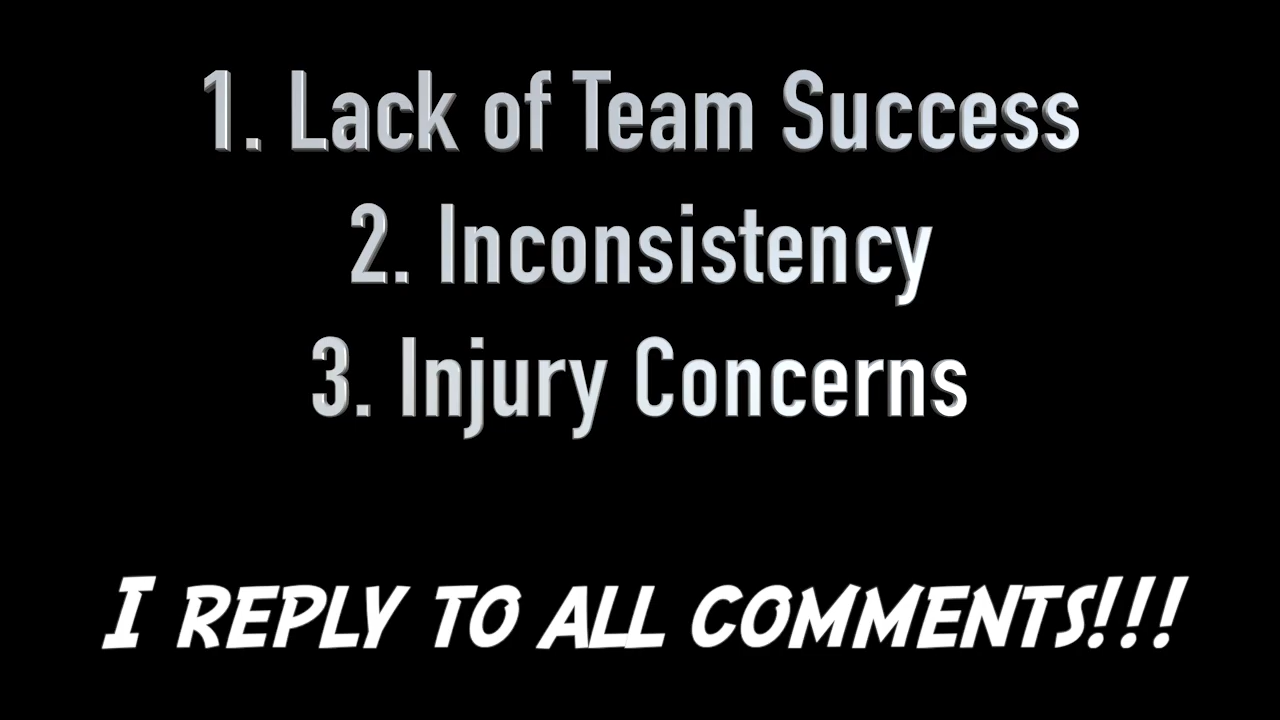 1. Lack of Team Success
2. Inconsistency
3. Injury Concerns
I REPLY TO ALL COMMENTS!!!